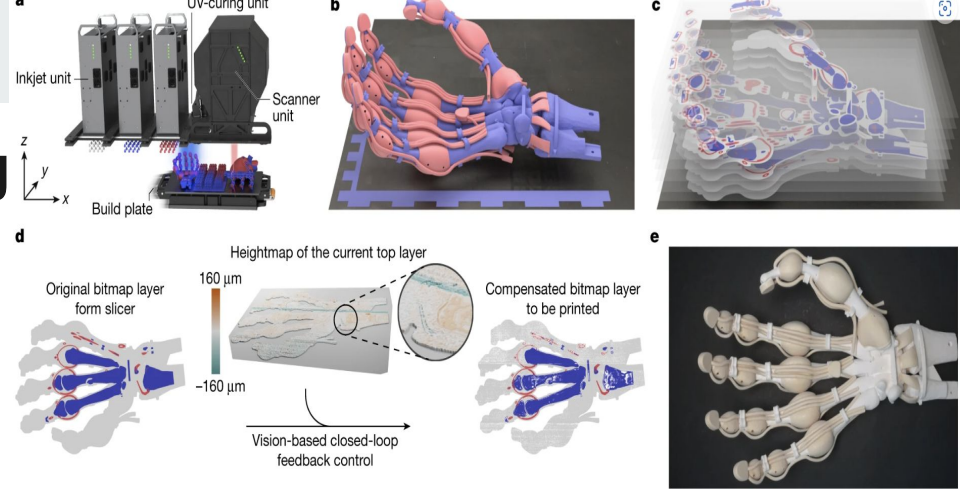 a
UV-curing unit
Inkjet unit
Scanner
unit
z
y
x
Build plate
b
c
d
Heightmap of the current top layer
Original bitmap layer
form slicer
160 μm
−160 μm
Compensated bitmap layer
to be printed
Vision-based closed-loop
feedback control
e